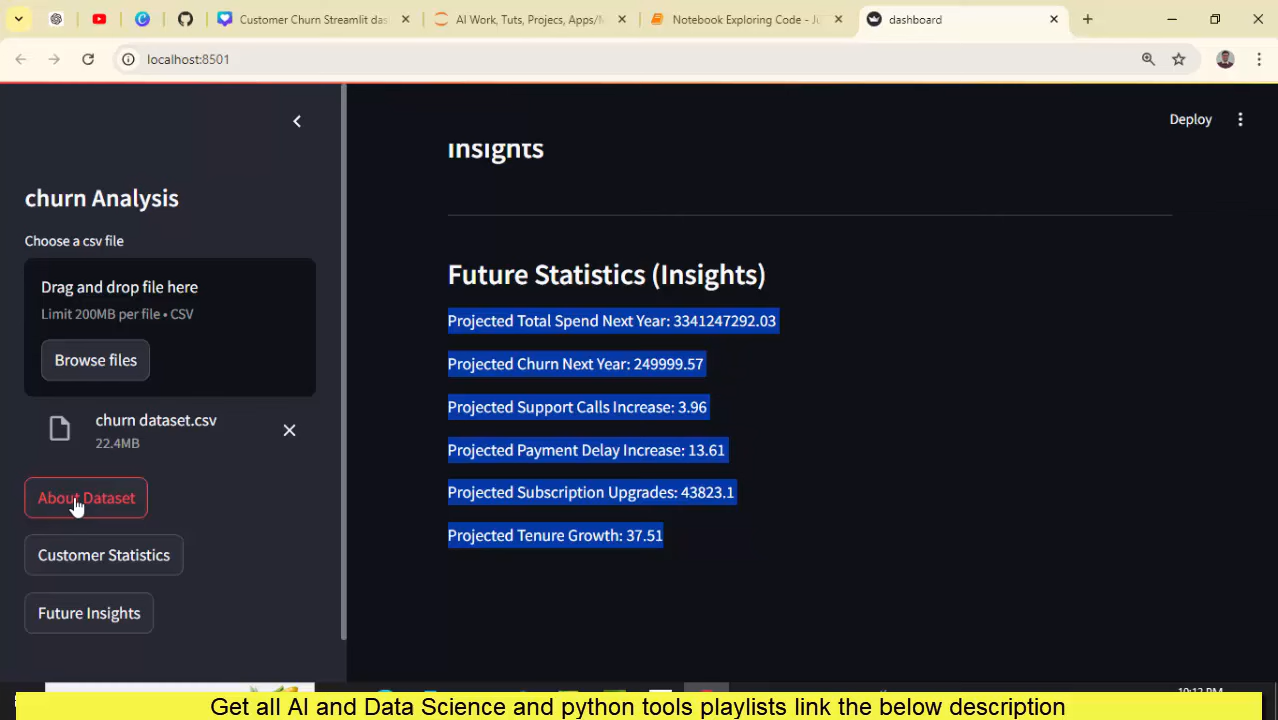 Customer Churn Streamlit das
AI Work, Tuts, Projecs, Apps/M
Notebook Exploring Code - Ju
dashboard
localhost:8501
Deploy
churn Analysis
Choose a csv file
Drag and drop file here
Limit 200MB per file • CSV
Browse files
churn dataset.csv
22.4MB
About Dataset
Customer Statistics
Future Insights
Insights
Future Statistics (Insights)
Projected Total Spend Next Year: 3341247292.03
Projected Churn Next Year: 249999.57
Projected Support Calls Increase: 3.96
Projected Payment Delay Increase: 13.61
Projected Subscription Upgrades: 43823.1
Projected Tenure Growth: 37.51
Get all AI and Data Science and python tools playlists link the below description